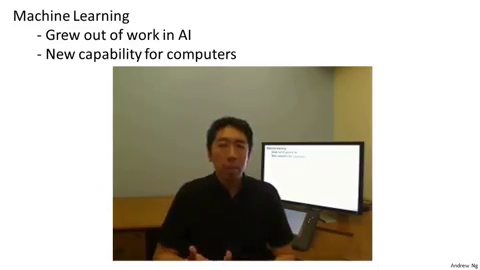 Machine Learning
- Grew out of work in AI
- New capability for computers
Andrew Ng